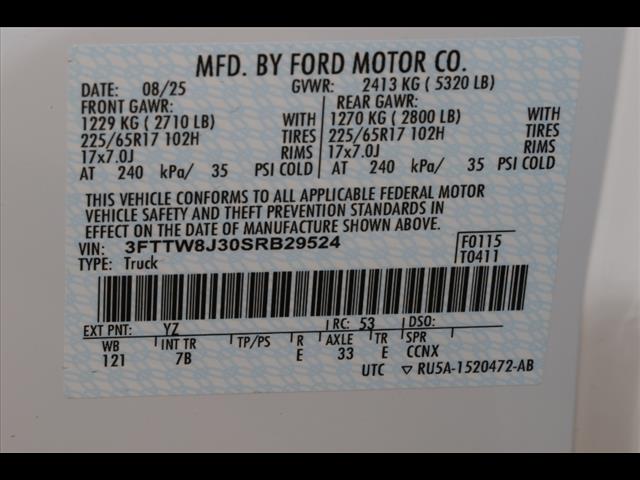 MFD. BY FORD MOTOR CO.
DATE: 08/25 GVWR: 2413 KG ( 5320 LB)
FRONT GAWR: REAR GAWR:
1229 KG ( 2710 LB) WITH 1270 KG ( 2800 LB) WITH
225/65R17 102H TIRES 225/65R17 102H TIRES
17x7.0J RIMS 17x7.0J RIMS
AT 240 kPa/ 35 PSI COLD AT 240 kPa/ 35 PSI COLD
THIS VEHICLE CONFORMS TO ALL APPLICABLE FEDERAL MOTOR
VEHICLE SAFETY AND THEFT PREVENTION STANDARDS IN
EFFECT ON THE DATE OF MANUFACTURE SHOWN ABOVE.
VIN: 3FTTW8J30SRB29524 F0115
TYPE: Truck T0411
EXT PNT: YZ RC: 53 DSO:
WB INT TR TP/PS R AXLE TR SPR
121 7B E 33 E CCNX
UTC ▽ RU5A-1520472-AB